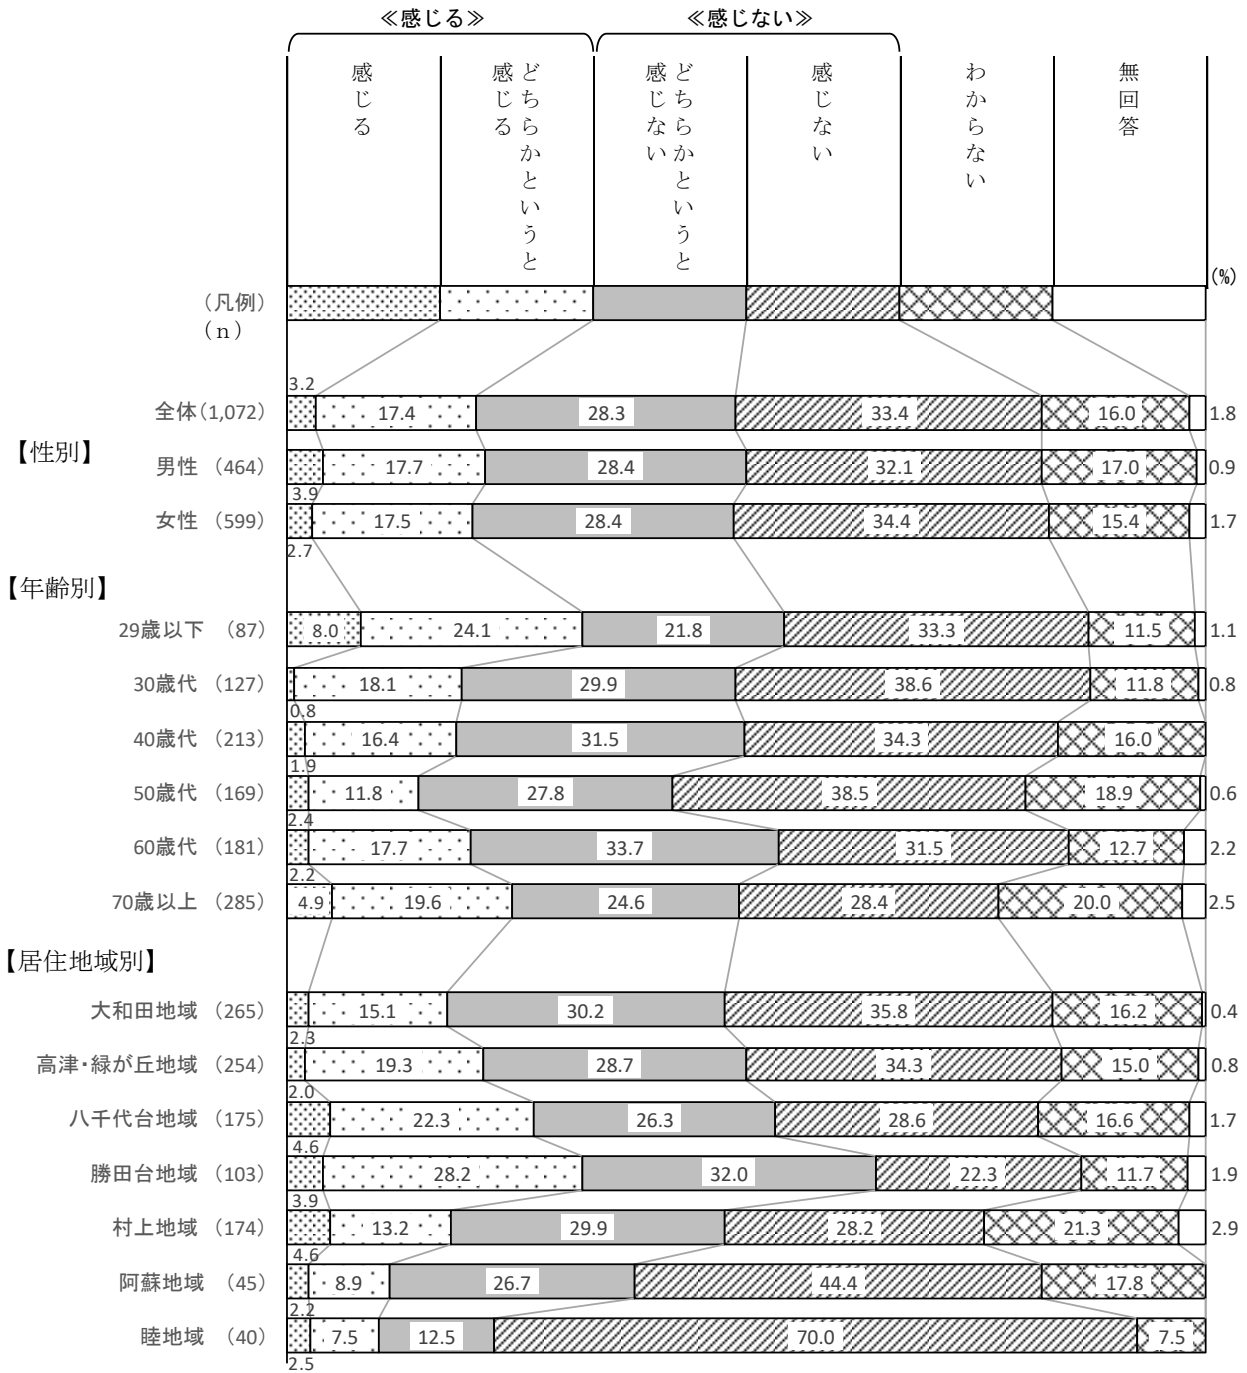 ≪感じる≫ ≪感じない≫
感じる
どちらかというと
感じる
どちらかというと
感じない
感じない
わからない
無回答
(%)
(凡例)
(n)
3.2
全体(1,072) 17.4 28.3 33.4 16.0 1.8
【性別】
男性 (464) 17.7 28.4 32.1 17.0 0.9
3.9
女性 (599) 17.5 28.4 34.4 15.4 1.7
2.7
【年齢別】
29歳以下 (87) 8.0 24.1 21.8 33.3 11.5 1.1
30歳代 (127) 18.1 29.9 38.6 11.8 0.8
0.8
40歳代 (213) 16.4 31.5 34.3 16.0
1.9
50歳代 (169) 11.8 27.8 38.5 18.9 0.6
2.4
60歳代 (181) 17.7 33.7 31.5 12.7 2.2
2.2
70歳以上 (285) 4.9 19.6 24.6 28.4 20.0 2.5
【居住地域別】
大和田地域 (265) 15.1 30.2 35.8 16.2 0.4
2.3
高津・緑が丘地域 (254) 19.3 28.7 34.3 15.0 0.8
2.0
八千代台地域 (175) 22.3 26.3 28.6 16.6 1.7
4.6
勝田台地域 (103) 28.2 32.0 22.3 11.7 1.9
3.9
村上地域 (174) 13.2 29.9 28.2 21.3 2.9
4.6
阿蘇地域 (45) 8.9 26.7 44.4 17.8
2.2
睦地域 (40) 7.5 12.5 70.0 7.5
2.5